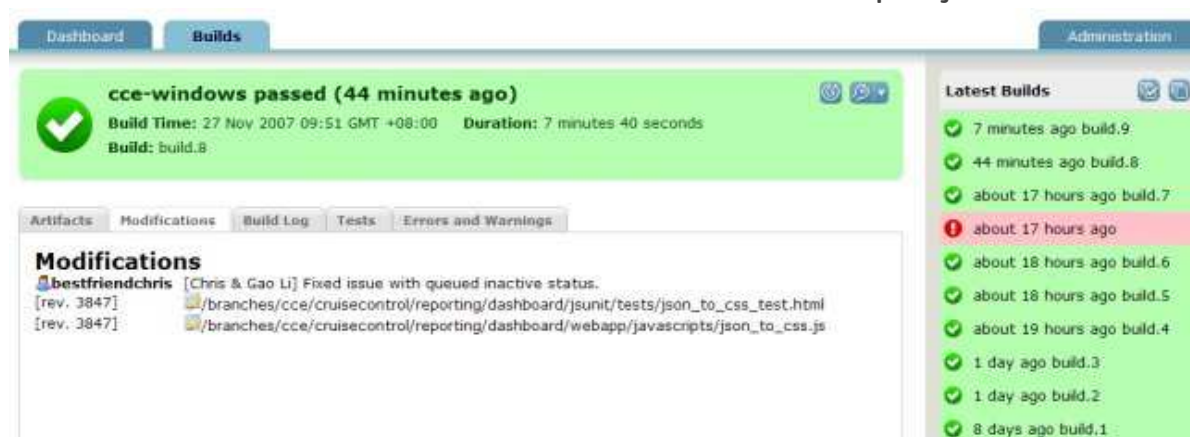 Dashboard
Builds
Administration
cce-windows passed (44 minutes ago)
Build Time: 27 Nov 2007 09:51 GMT +08:00 Duration: 7 minutes 40 seconds
Build: build.8
Artifacts
Modifications
Build Log
Tests
Errors and Warnings
Modifications
bestfriendchris [Chris & Gao Li] Fixed issue with queued inactive status.
[rev. 3847] /branches/cce/cruisecontrol/reporting/dashboard/jsunit/tests/json_to_css_test.html
[rev. 3847] /branches/cce/cruisecontrol/reporting/dashboard/webapp/javascripts/json_to_css.js
Latest Builds
7 minutes ago build.9
44 minutes ago build.8
about 17 hours ago build.7
about 17 hours ago
about 18 hours ago build.6
about 18 hours ago build.5
about 19 hours ago build.4
1 day ago build.3
1 day ago build.2
8 days ago build.1